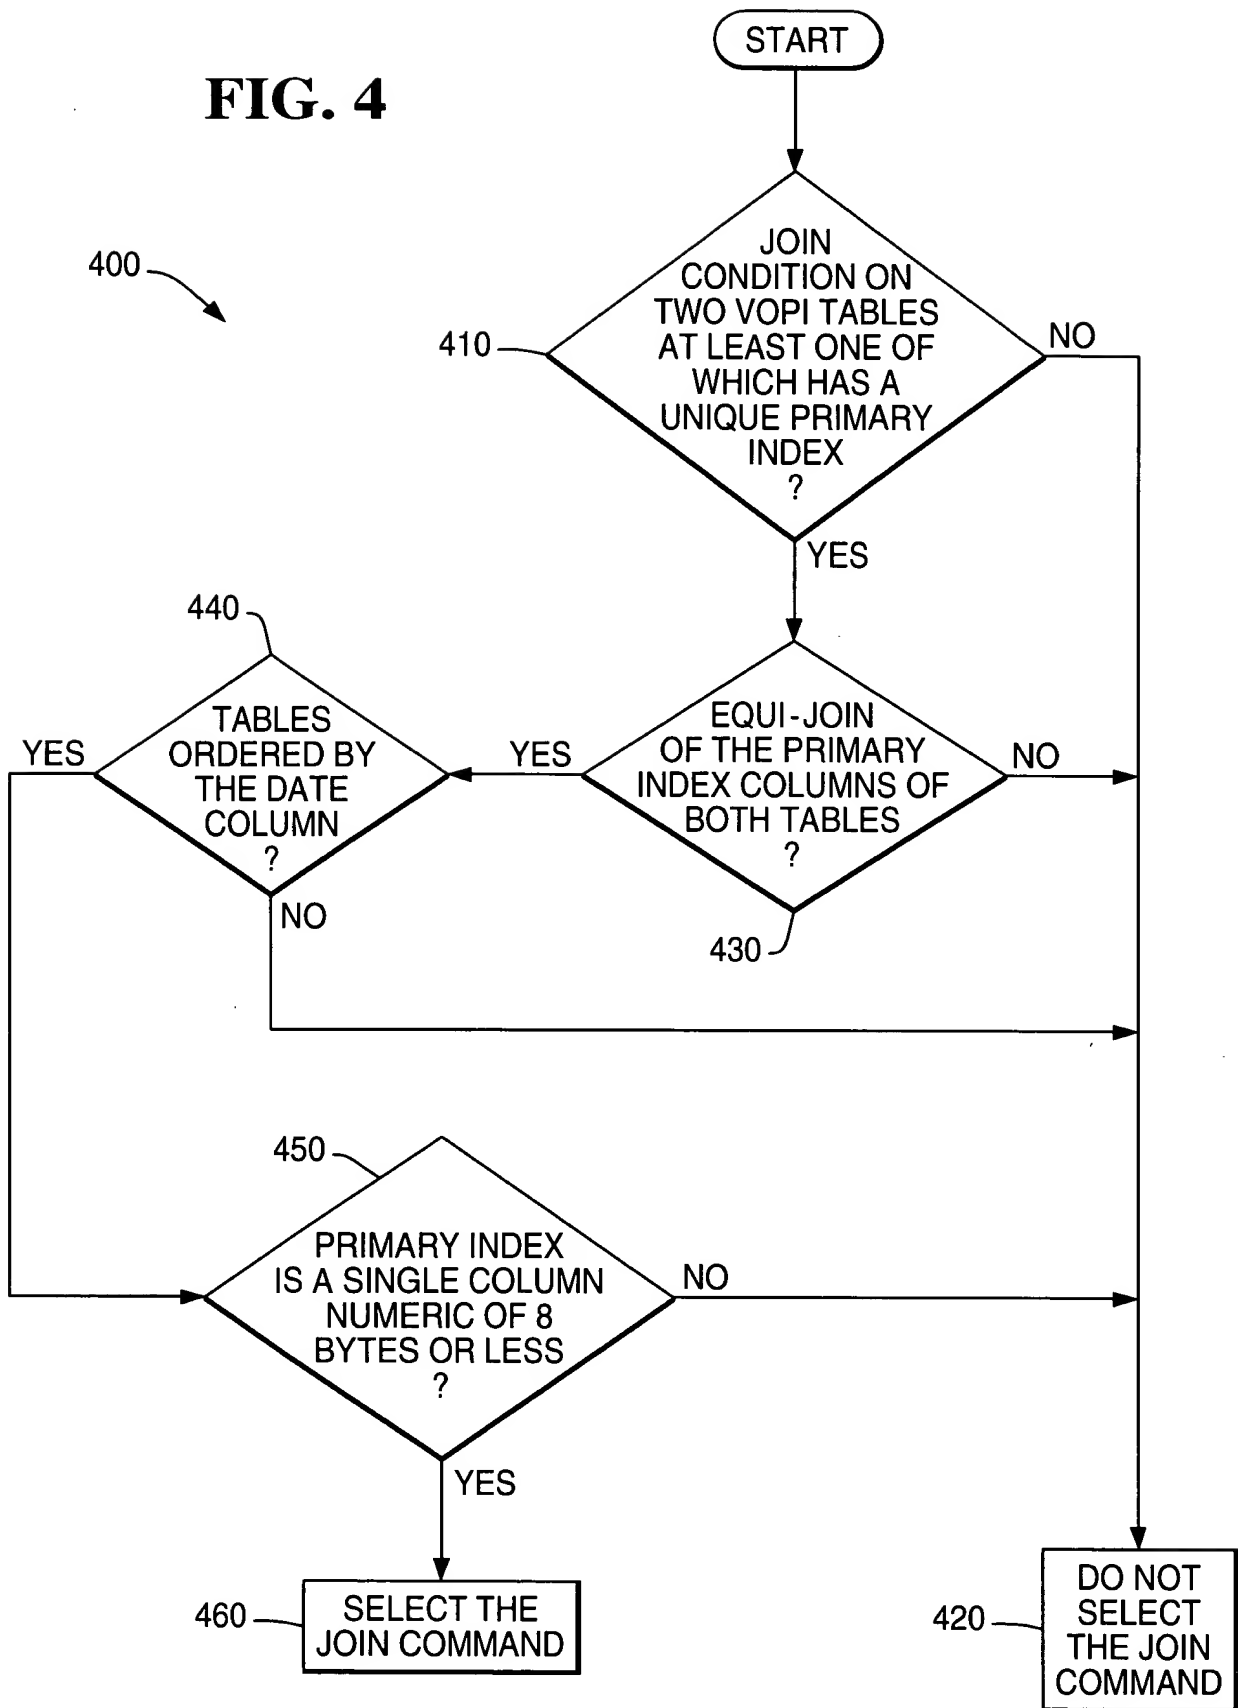 START
FIG. 4
400
JOIN
CONDITION ON
TWO VOPI TABLES
AT LEAST ONE OF
WHICH HAS A
UNIQUE PRIMARY
INDEX
?
410
NO
YES
440
TABLES
ORDERED BY
THE DATE
COLUMN
?
YES
NO
YES
EQUI-JOIN
OF THE PRIMARY
INDEX COLUMNS OF
BOTH TABLES
?
NO
430
450
PRIMARY INDEX
IS A SINGLE COLUMN
NUMERIC OF 8
BYTES OR LESS
?
NO
YES
460
SELECT THE
JOIN COMMAND
420
DO NOT
SELECT
THE JOIN
COMMAND